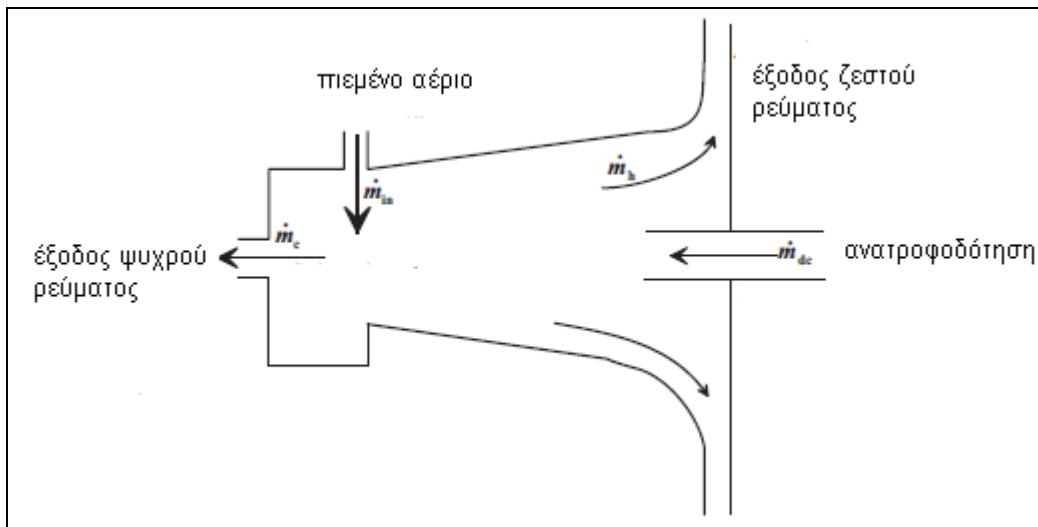 πιεμένο αέριο
έξοδος ζεστού
ρεύματος
ṁh
ṁin
ṁc
έξοδος ψυχρού
ρεύματος
ṁdc
ανατροφοδότηση